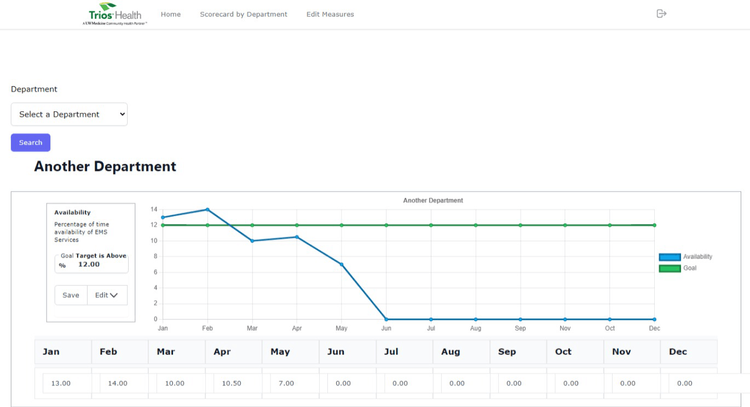 Trios Health
A UW Medicine Community Health Partner
Home Scorecard by Department Edit Measures
Department
Select a Department
Search
Another Department
Another Department
Availability
Percentage of time
availability of EMS
Services
Goal Target is Above
% 12.00
Save Edit
14
12
10
8
6
4
2
0
Jan Feb Mar Apr May Jun Jul Aug Sep Oct Nov Dec
Availability
Goal
Jan Feb Mar Apr May Jun Jul Aug Sep Oct Nov Dec
13.00 14.00 10.00 10.50 7.00 0.00 0.00 0.00 0.00 0.00 0.00 0.00